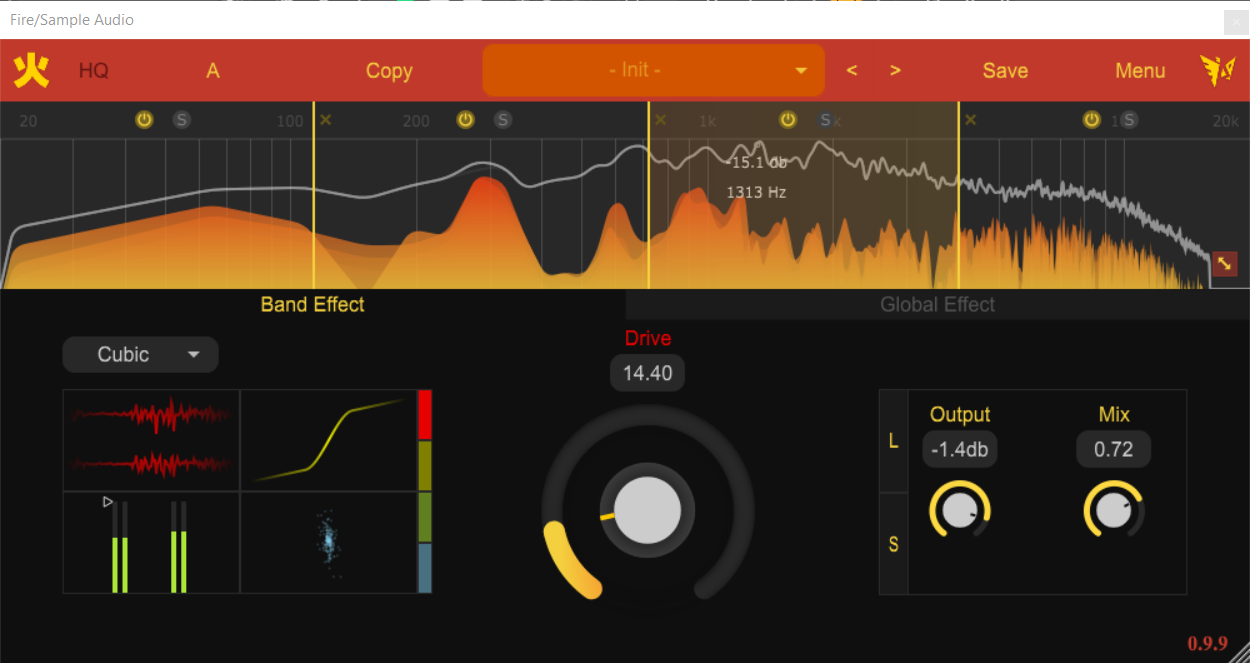 Fire/Sample Audio
×
火 HQ A Copy - Init - < > Save Menu
20 S 100 × 200 S × 1k S k × 1 S 20k
-15.1 db
1313 Hz
Band Effect Global Effect
Drive
Cubic
14.40
Output Mix
L
-1.4db 0.72
S
0.9.9